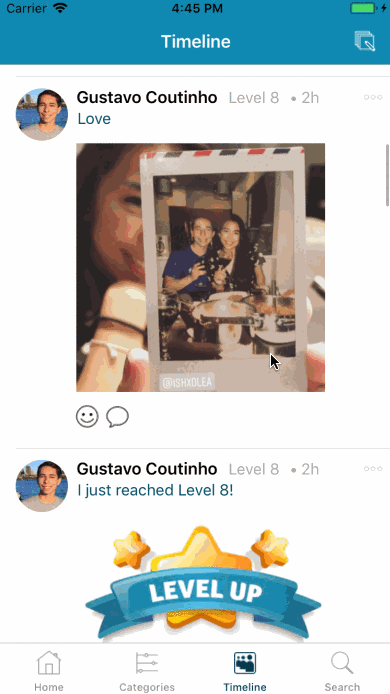 Carrier 4:45 PM
Timeline
Gustavo Coutinho Level 8 • 2h
Love
@ISHXDLEA
Gustavo Coutinho Level 8 • 2h
I just reached Level 8!
LEVEL UP
Home Categories Timeline Search